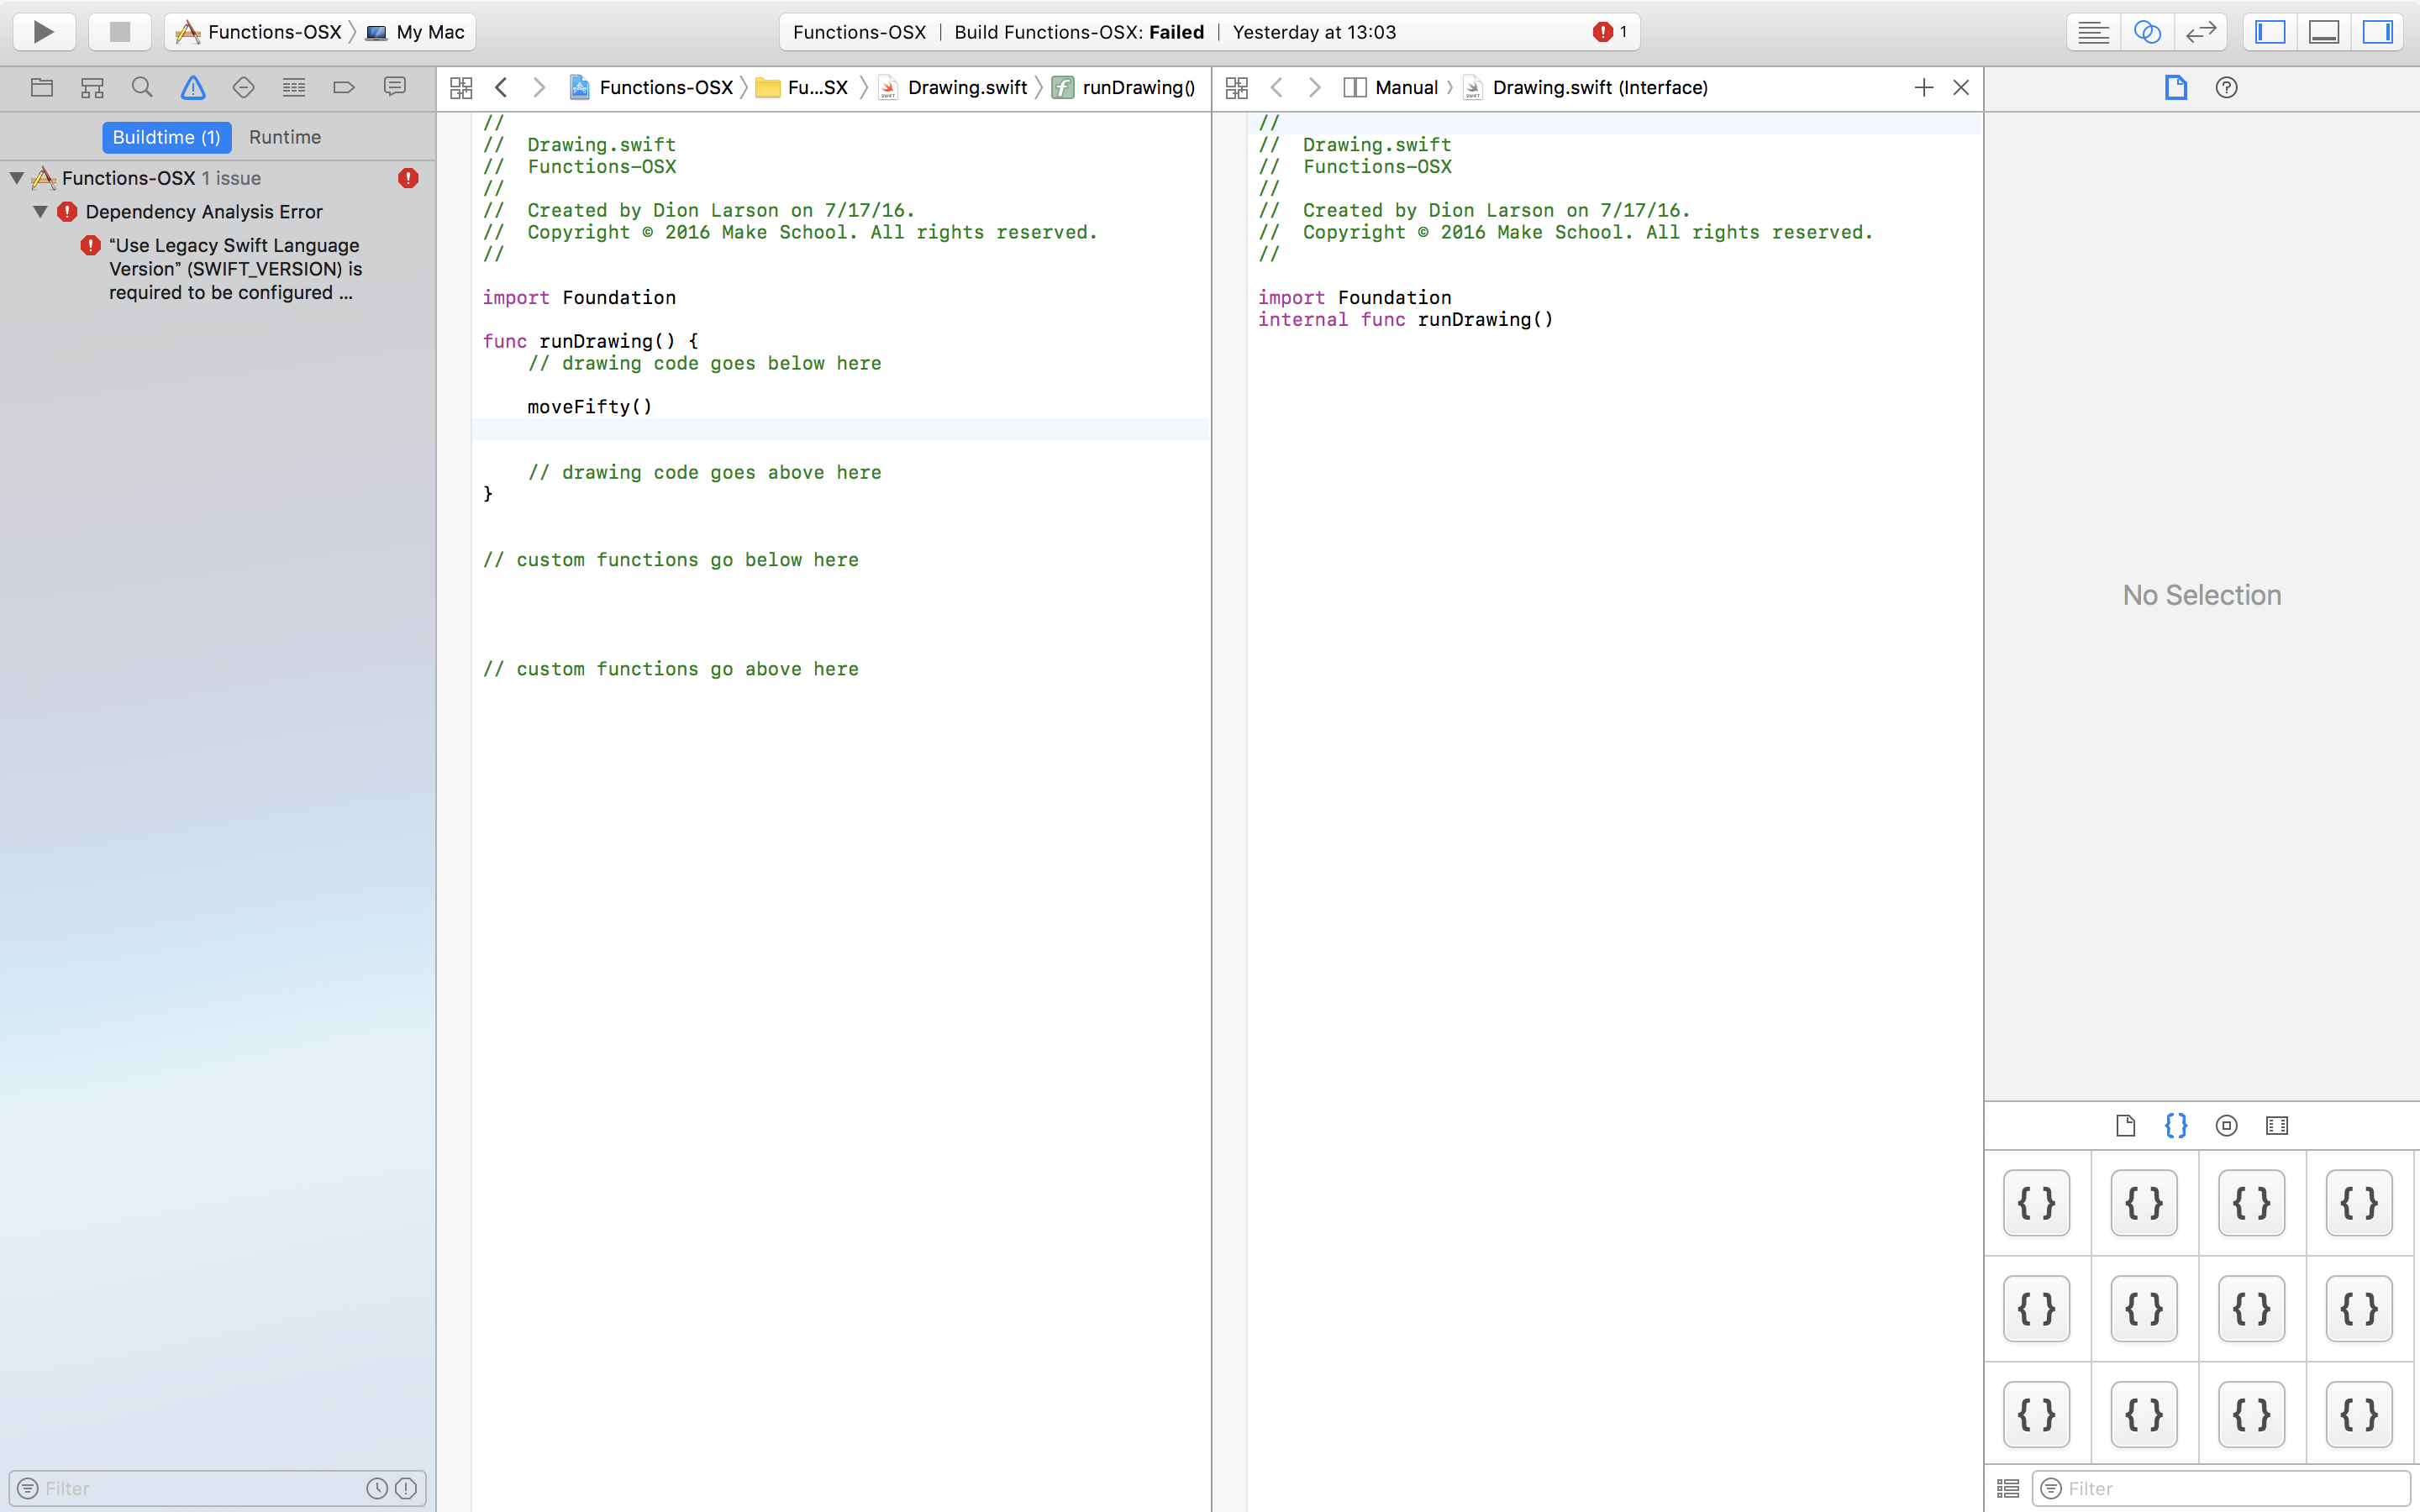 Functions-OSX My Mac
Functions-OSX | Build Functions-OSX: Failed | Yesterday at 13:03
1
Buildtime (1) Runtime
Functions-OSX 1 issue
Dependency Analysis Error
“Use Legacy Swift Language
Version” (SWIFT_VERSION) is
required to be configured ...
Filter
Functions-OSX Fu...SX Drawing.swift runDrawing()
//
//  Drawing.swift
//  Functions-OSX
//
//  Created by Dion Larson on 7/17/16.
//  Copyright © 2016 Make School. All rights reserved.
//
import Foundation
func runDrawing() {
    // drawing code goes below here
    moveFifty()
    // drawing code goes above here
}
// custom functions go below here
// custom functions go above here
Manual Drawing.swift (Interface)
//
//  Drawing.swift
//  Functions-OSX
//
//  Created by Dion Larson on 7/17/16.
//  Copyright © 2016 Make School. All rights reserved.
//
import Foundation
internal func runDrawing()
No Selection
{ } { } { } { }
{ } { } { } { }
{ } { } { } { }
Filter